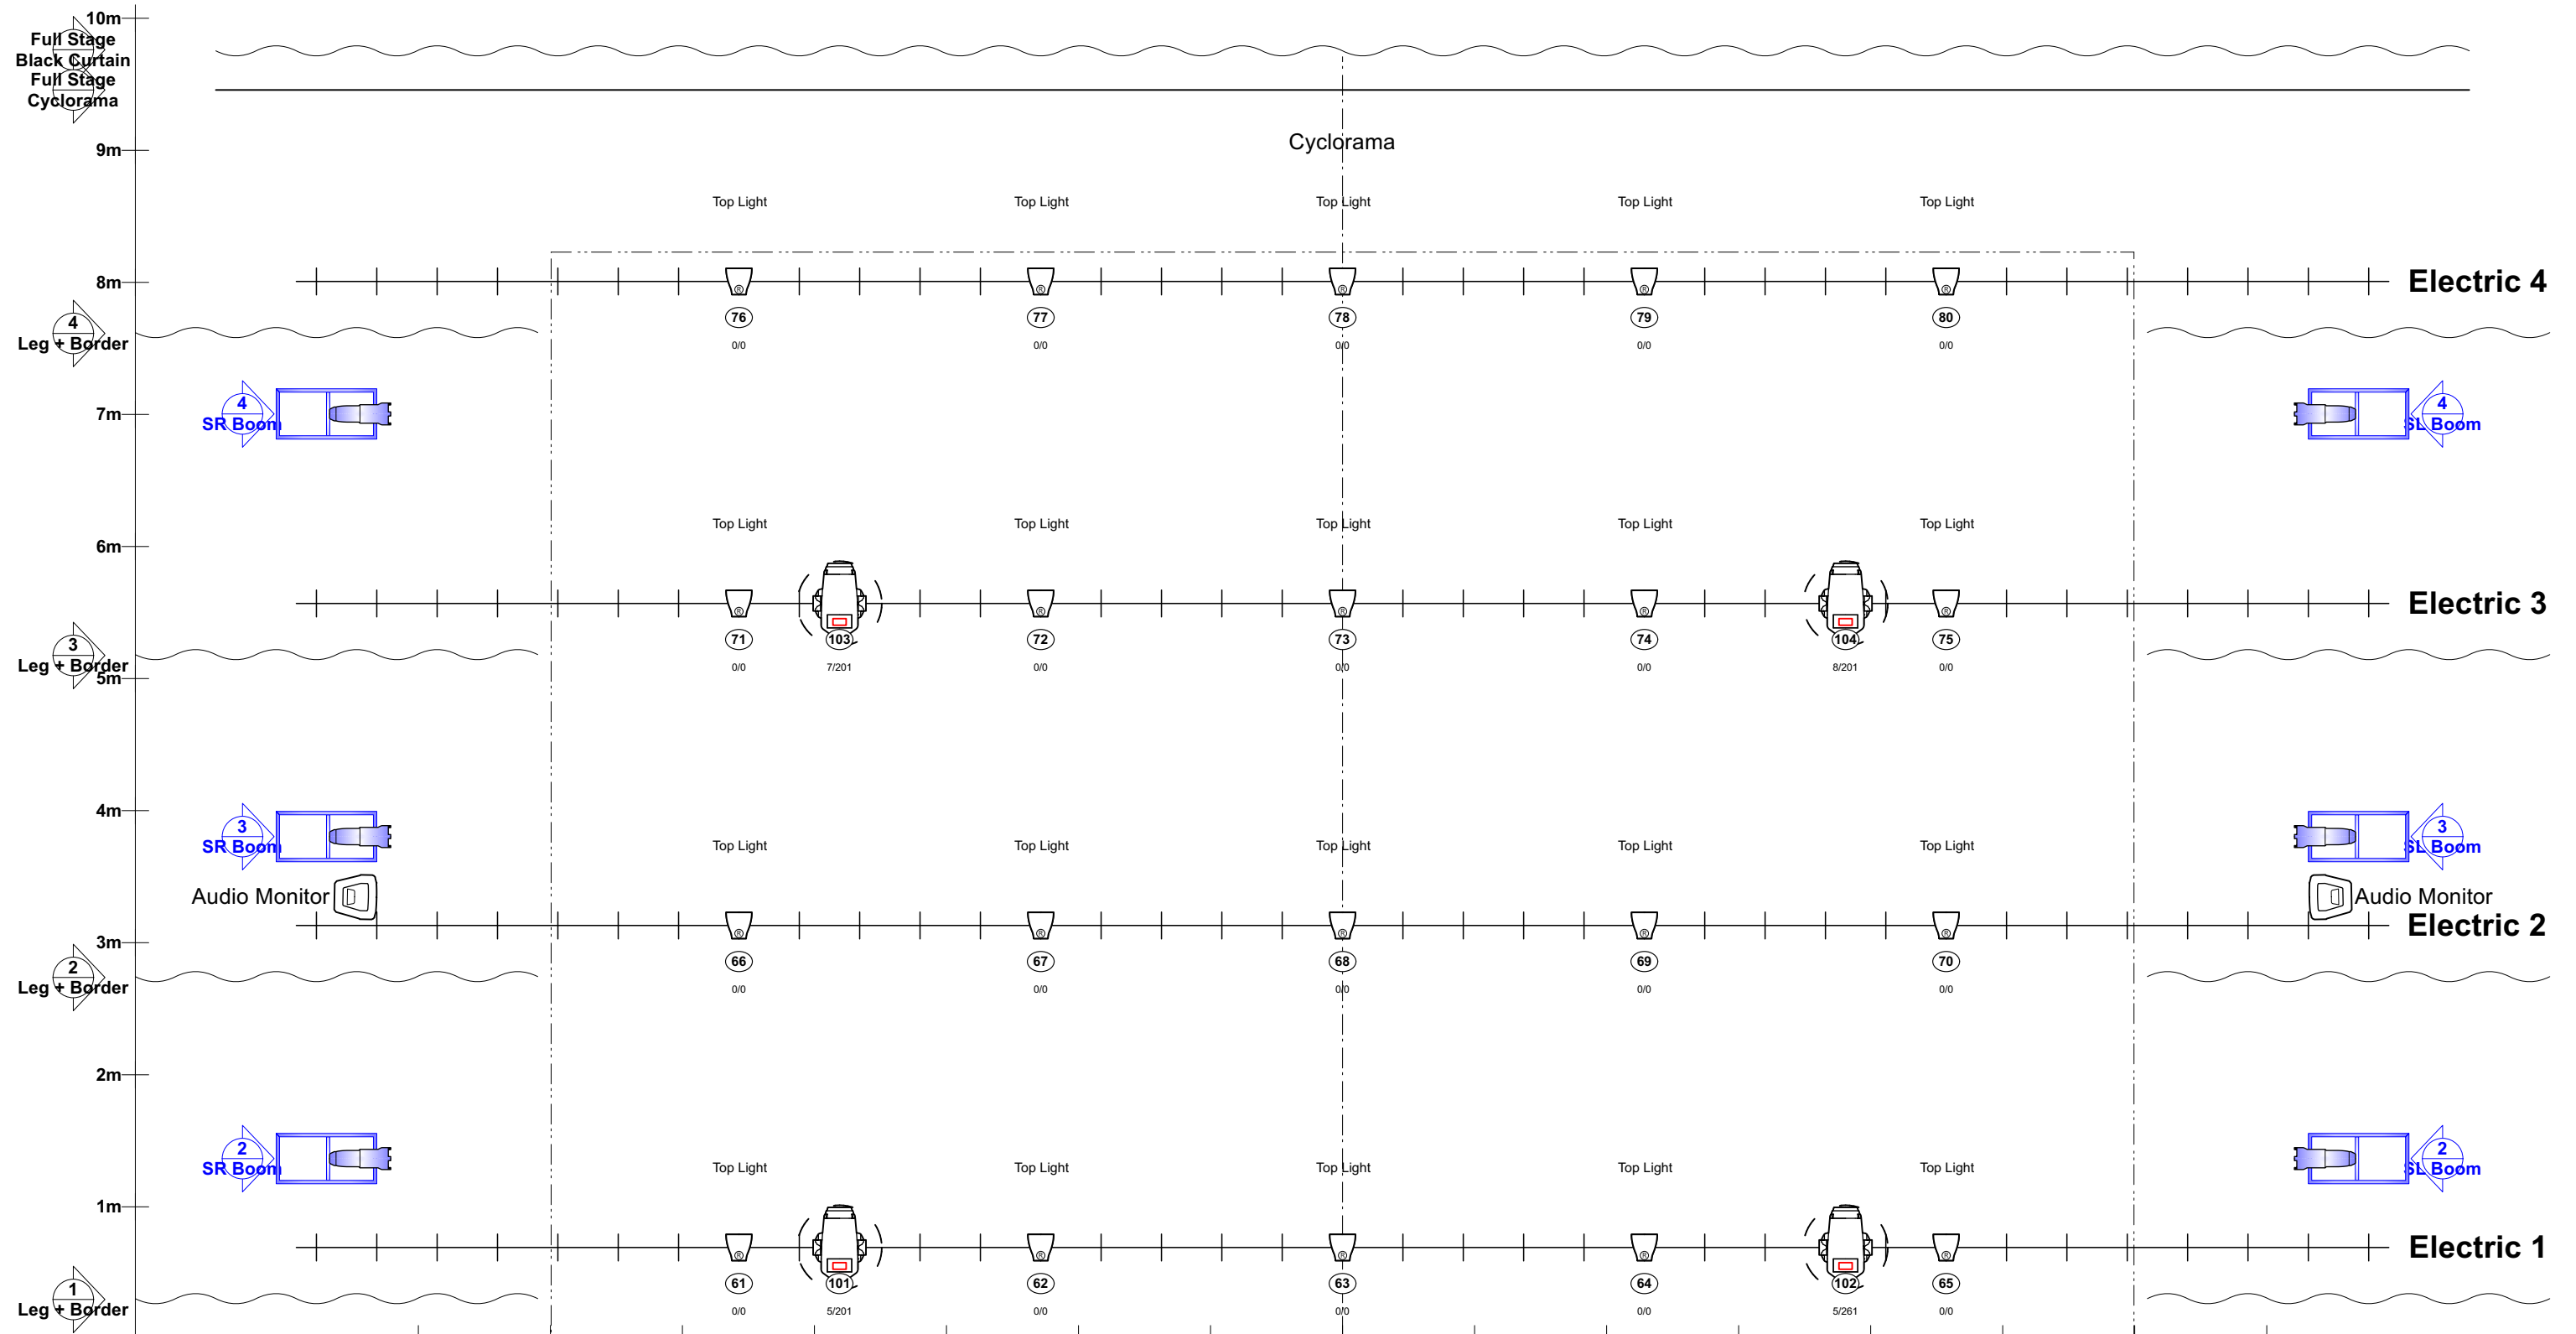 10m
Full Stage
Black Curtain
Full Stage
Cyclorama
9m
Cyclorama
Top Light Top Light Top Light Top Light Top Light
8m
Electric 4
76 77 78 79 80
0/0 0/0 0/0 0/0 0/0
4
Leg + Border
7m
4
SR Boom
4
SL Boom
Top Light Top Light Top Light Top Light Top Light
6m
Electric 3
71 103 72 73 74 104 75
0/0 7/201 0/0 0/0 0/0 8/201 0/0
3
Leg + Border
5m
4m
3
SR Boom
3
SL Boom
Top Light Top Light Top Light Top Light Top Light
Audio Monitor
Audio Monitor
Electric 2
3m
66 67 68 69 70
0/0 0/0 0/0 0/0 0/0
2
Leg + Border
2m
2
SR Boom
2
SL Boom
Top Light Top Light Top Light Top Light Top Light
1m
Electric 1
61 101 62 63 64 102 65
0/0 5/201 0/0 0/0 0/0 5/261 0/0
1
Leg + Border